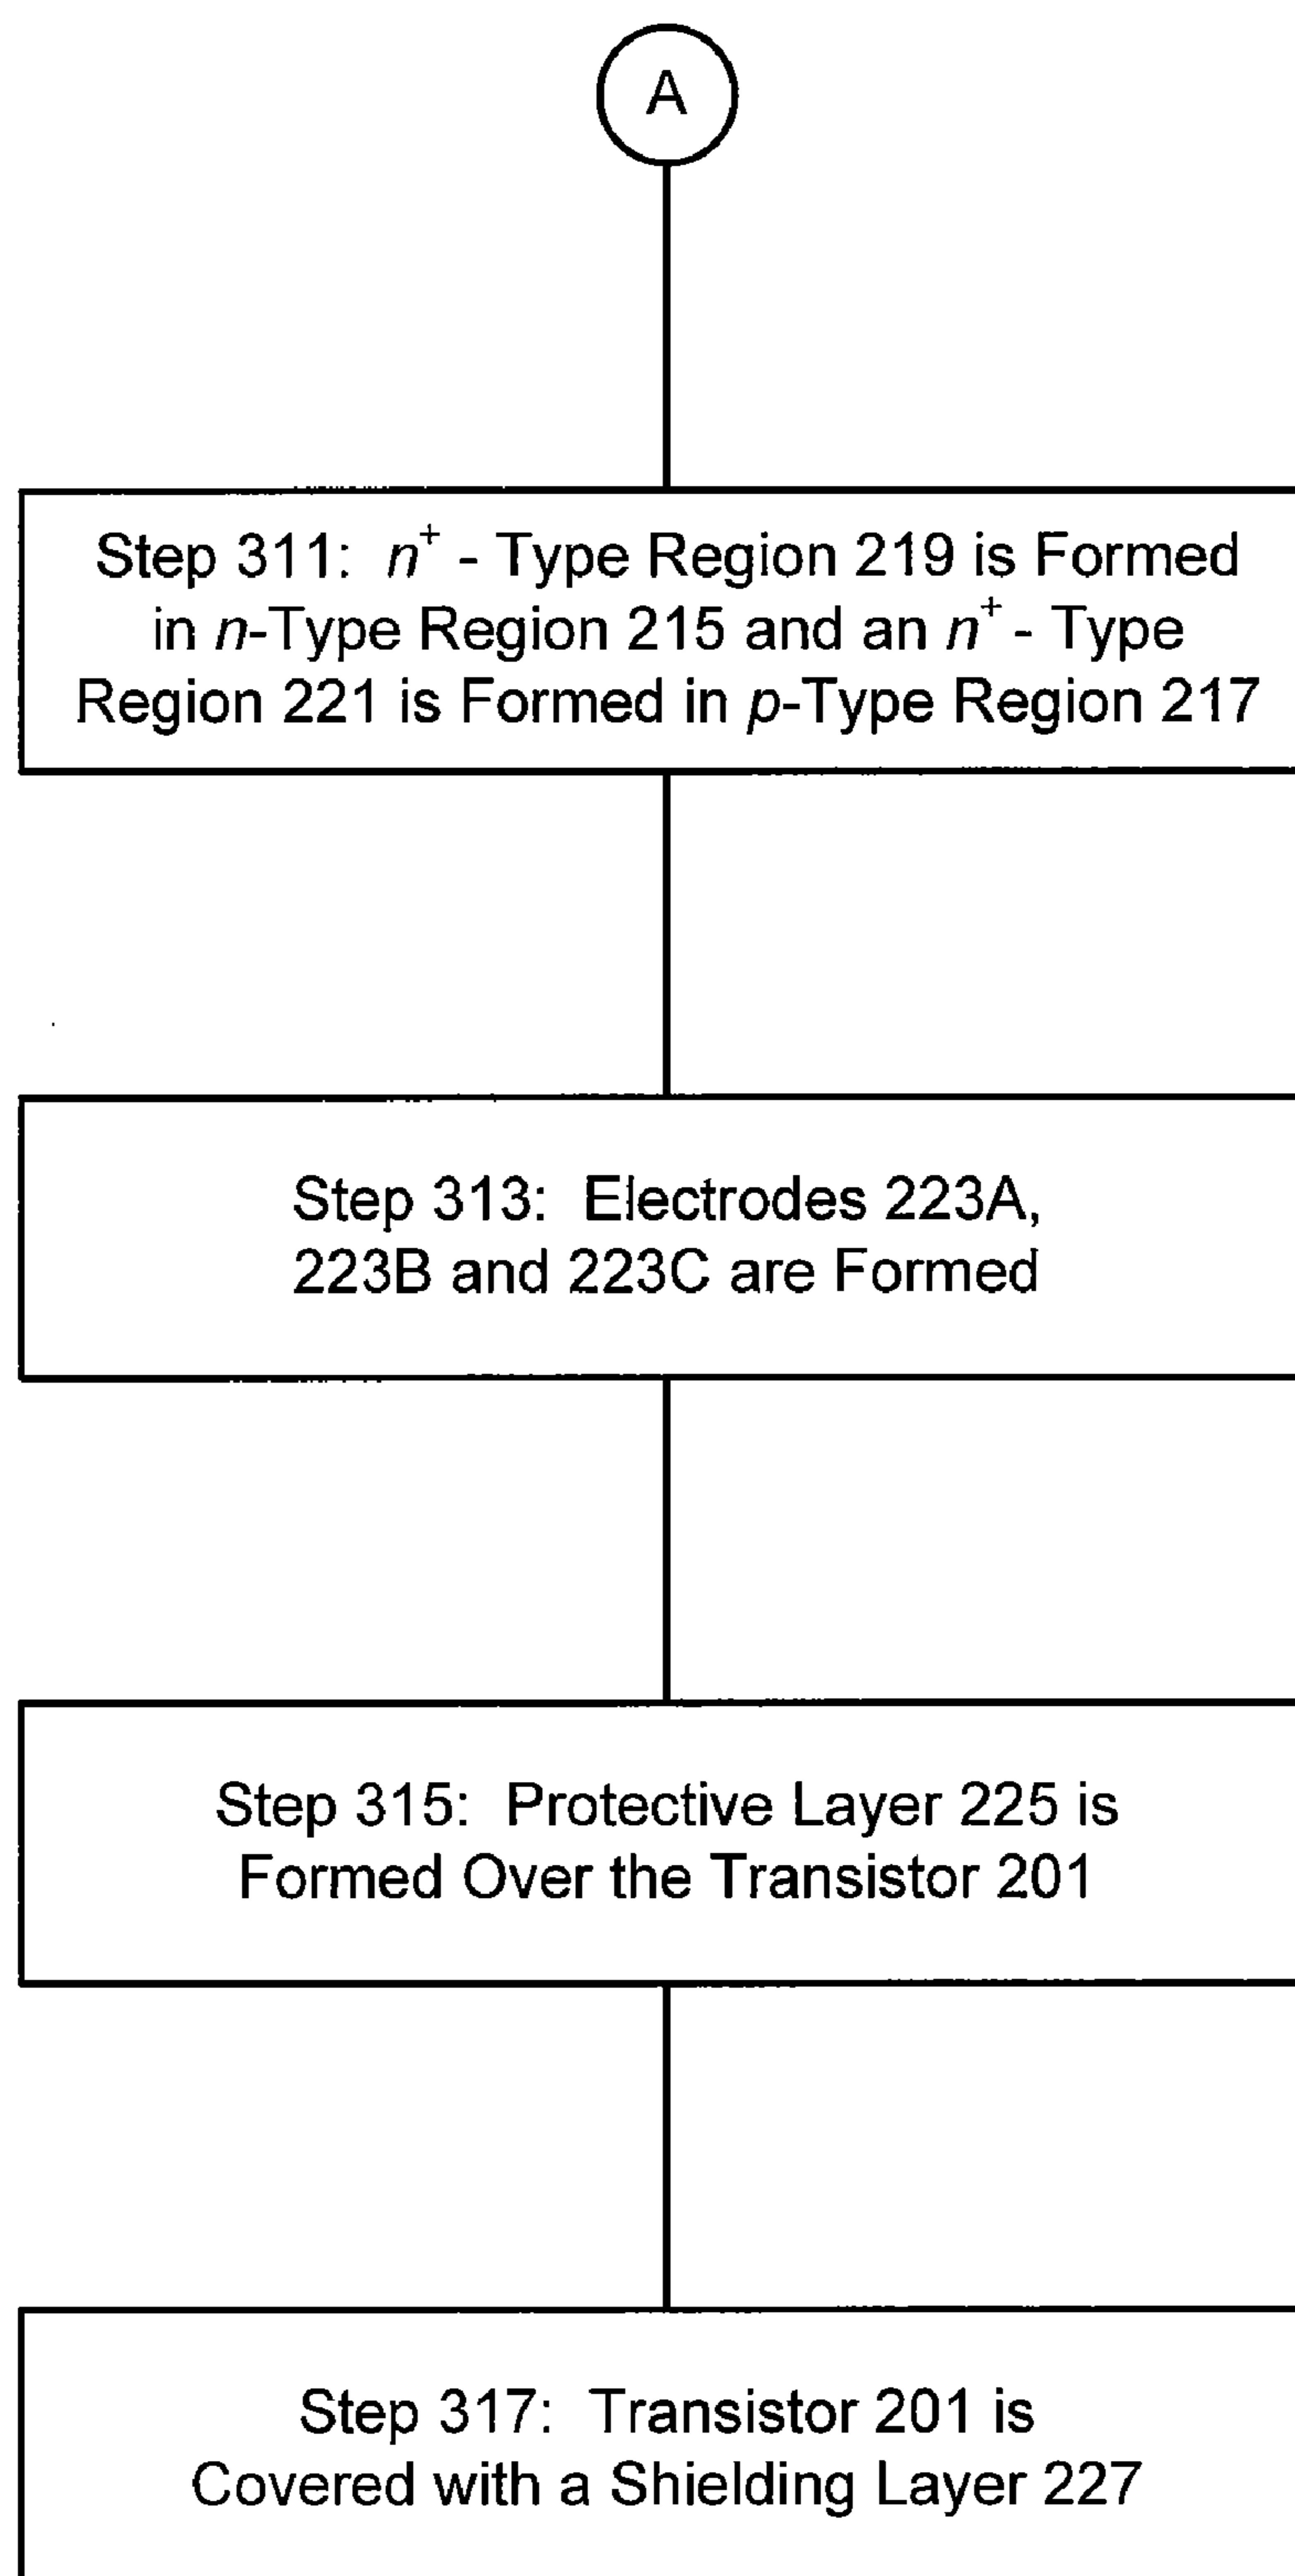 A
Step 311: n⁺ - Type Region 219 is Formed
in n-Type Region 215 and an n⁺ - Type
Region 221 is Formed in p-Type Region 217
Step 313: Electrodes 223A,
223B and 223C are Formed
Step 315: Protective Layer 225 is
Formed Over the Transistor 201
Step 317: Transistor 201 is
Covered with a Shielding Layer 227